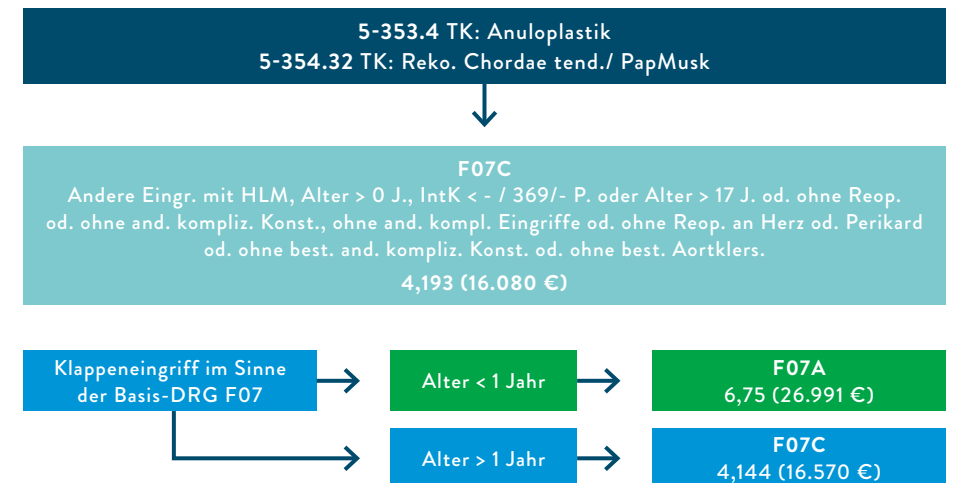 5-353.4 TK: Anuloplastik
5-354.32 TK: Reko. Chordae tend./ PapMusk
F07C
Andere Eingr. mit HLM, Alter > 0 J., IntK < - / 369/- P. oder Alter > 17 J. od. ohne Reop.
od. ohne and. kompliz. Konst., ohne and. kompl. Eingriffe od. ohne Reop. an Herz od. Perikard
od. ohne best. and. kompliz. Konst. od. ohne best. Aortklers.
4,193 (16.080 €)
Klappeneingriff im Sinne
der Basis-DRG F07
Alter < 1 Jahr
F07A
6,75 (26.991 €)
Alter > 1 Jahr
F07C
4,144 (16.570 €)